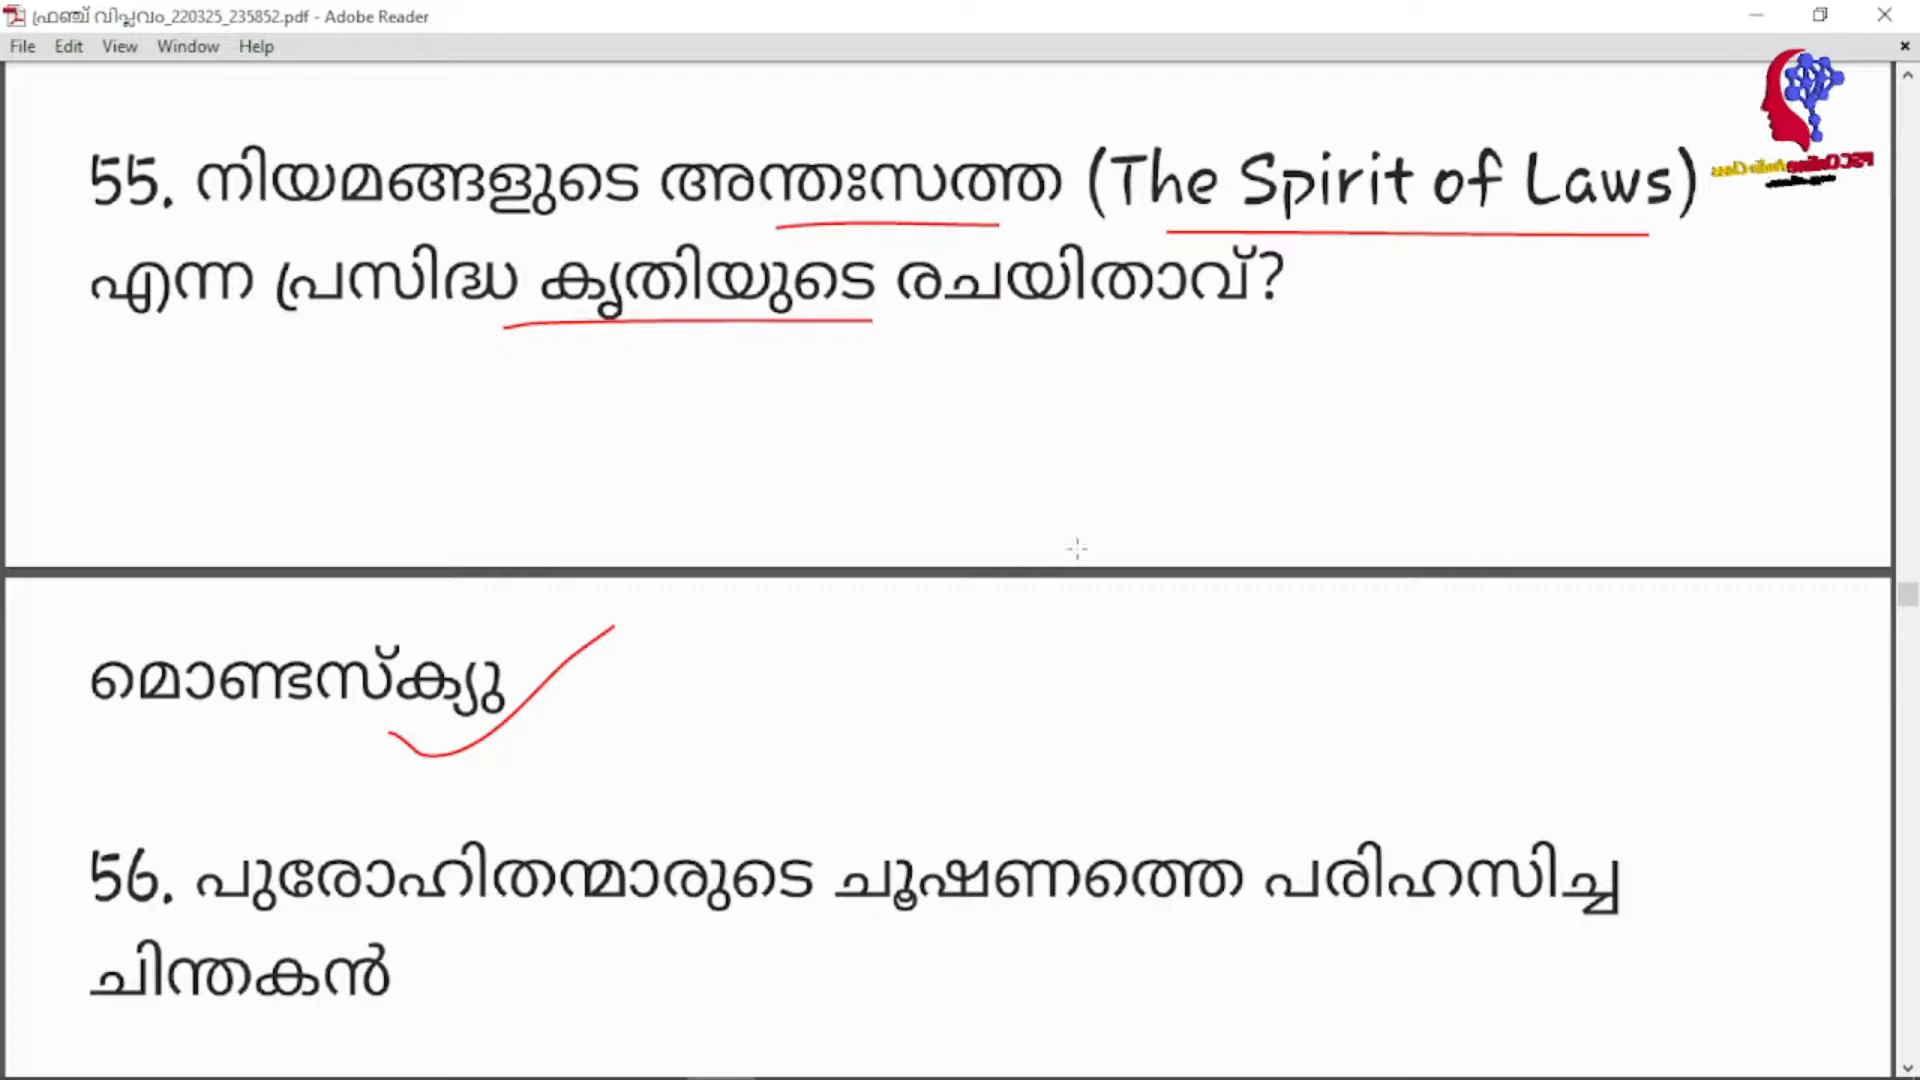 ഫ്രഞ്ച് വിപ്ലവം_220325_235852.pdf - Adobe Reader
File Edit View Window Help
55. നിയമങ്ങളുടെ അന്തഃസത്ത (The Spirit of Laws)
എന്ന പ്രസിദ്ധ കൃതിയുടെ രചയിതാവ്?
മൊണ്ടസ്ക്യു
56. പുരോഹിതന്മാരുടെ ചൂഷണത്തെ പരിഹസിച്ച
ചിന്തകൻ